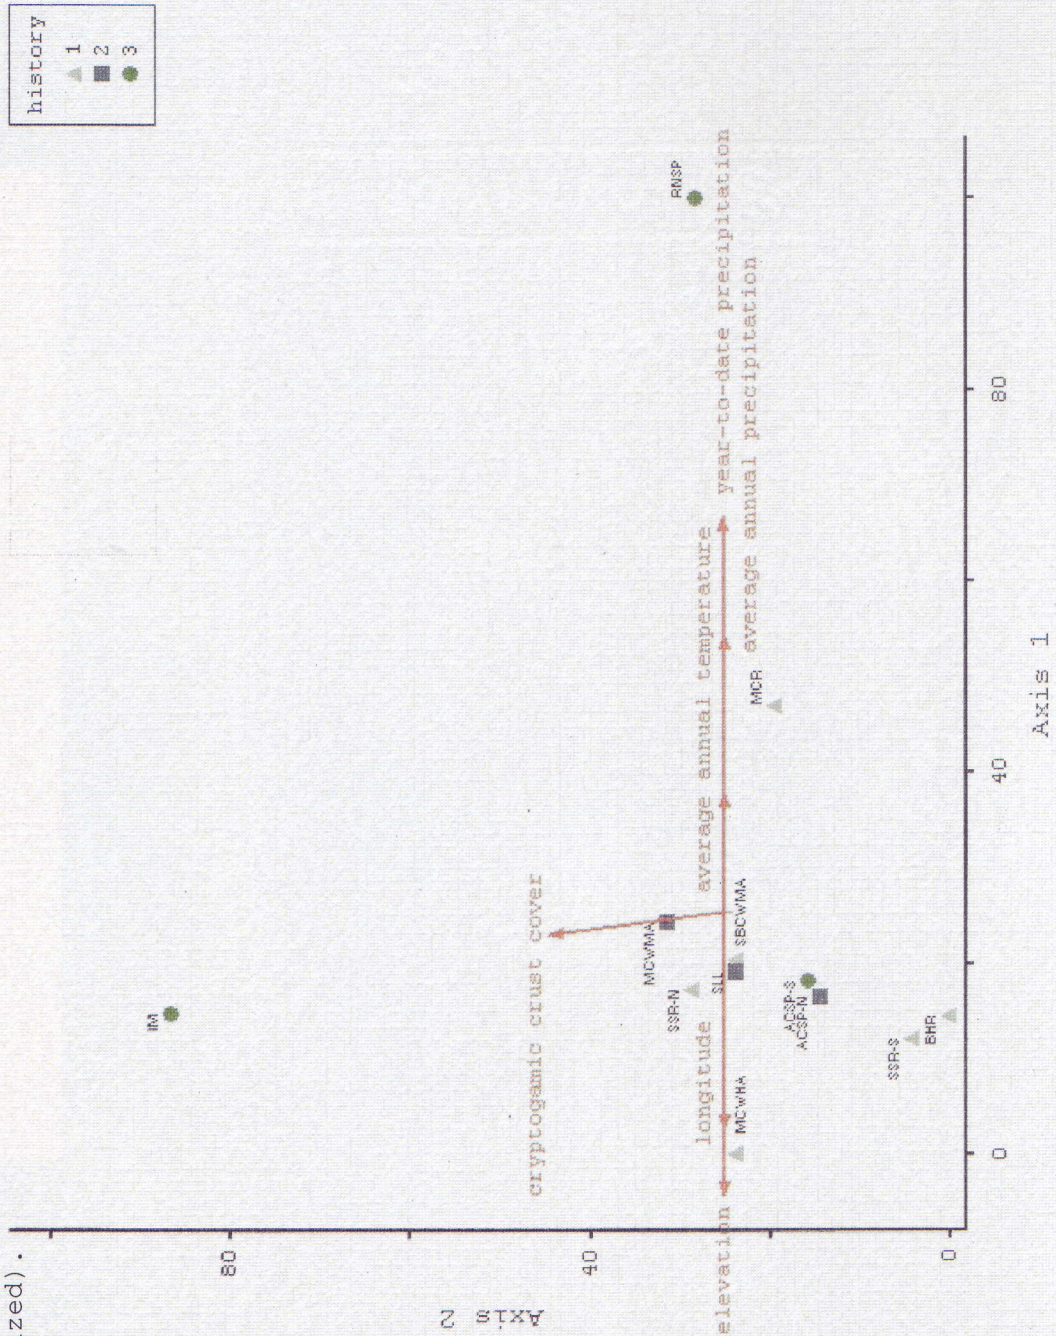 ized).
history
1
2
3
80
40
0
Axis 2
IM
RNSP
cryptogamic crust cover
MCWMA
SSR-N
SLL
SBCWMA
longitude
average annual temperature
year-to-date precipitation
average annual precipitation
elevation
MCWHA
MCR
ACSP-S
ACSP-N
SSR-S
BHR
0
40
80
Axis 1